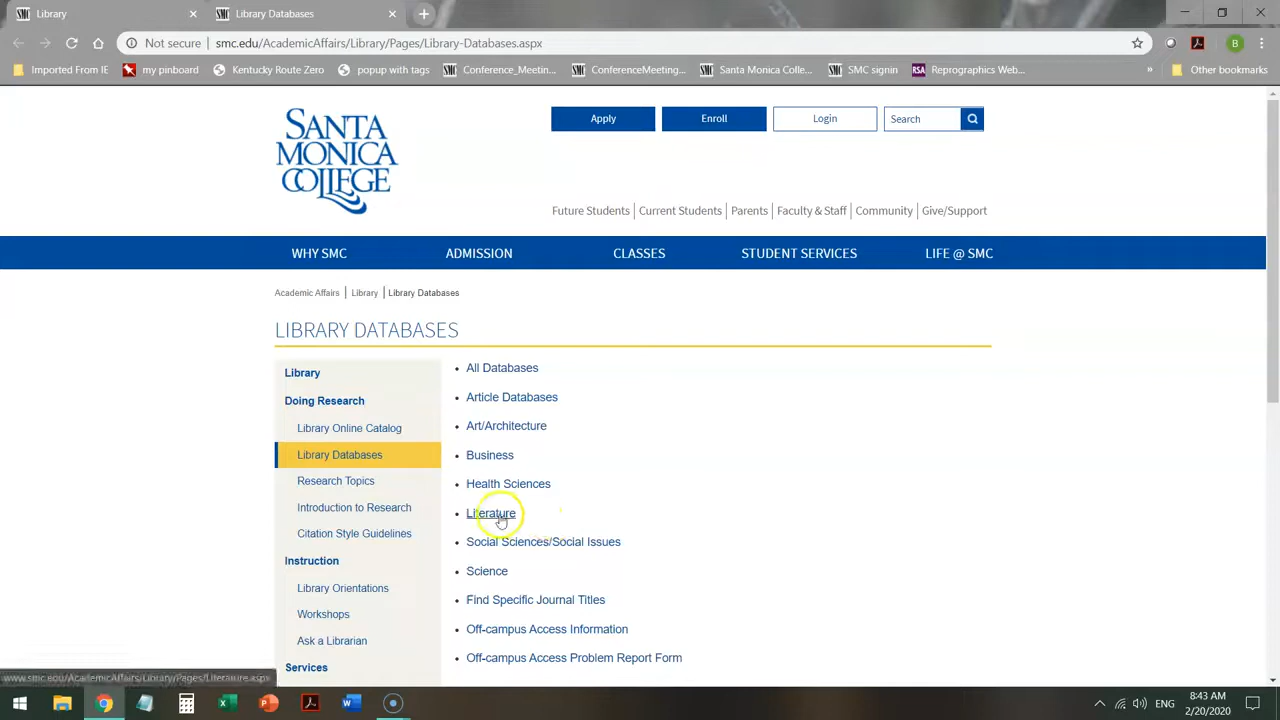 Library
Library
Not secure
smc.edu/AcademicAffairs/Library/Pages/Library-Databases.aspx
B
Imported From IE
my pinboard
Kentucky Route Zero
popup with tags
Conference_Meetin...
ConferenceMeeting...
Santa Monica Colle...
SMC signin
RSA
Reprographics Web...
»
Other bookmarks
SANTA
MONICA
COLLEGE
Apply
Enroll
Login
Search
Future Students
Current Students
Parents
Faculty & Staff
Community
Give/Support
WHY SMC
ADMISSION
CLASSES
STUDENT SERVICES
LIFE @ SMC
Academic Affairs
Library
Library Databases
LIBRARY DATABASES
Library
Doing Research
Library Online Catalog
Library Databases
Research Topics
Introduction to Research
Citation Style Guidelines
Instruction
Library Orientations
Workshops
Ask a Librarian
Services
All Databases
Article Databases
Art/Architecture
Business
Health Sciences
Literature
Social Sciences/Social Issues
Science
Find Specific Journal Titles
Off-campus Access Information
Off-campus Access Problem Report Form
www.smc.edu/AcademicAffairs/Library/Pages/Literature.aspx
ENG
8:43 AM
2/20/2020